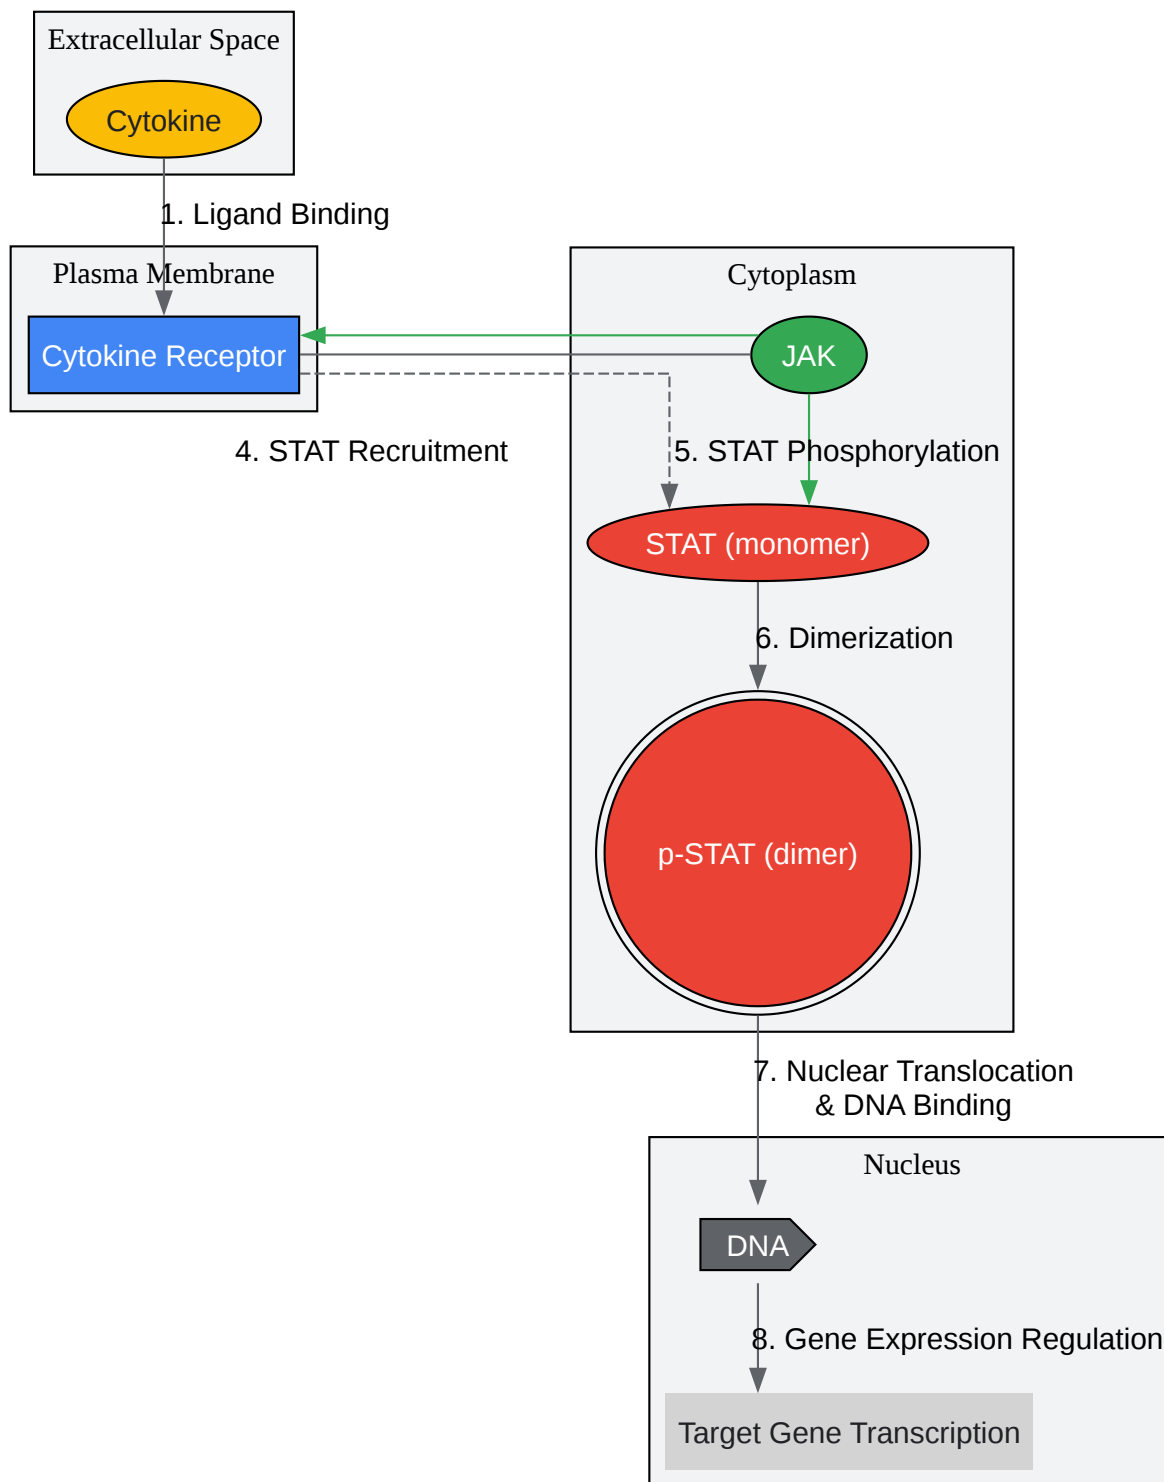 Extracellular Space
Cytokine
1. Ligand Binding
Plasma Membrane
Cytokine Receptor
Cytoplasm
JAK
4. STAT Recruitment
5. STAT Phosphorylation
STAT (monomer)
6. Dimerization
p-STAT (dimer)
7. Nuclear Translocation
& DNA Binding
Nucleus
DNA
8. Gene Expression Regulation
Target Gene Transcription